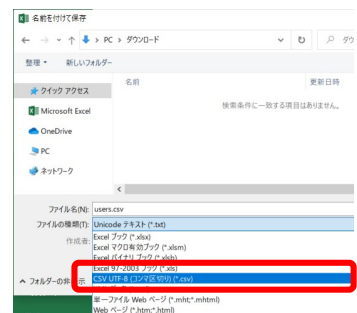 名前を付けて保存
> PC > ダウンロード
整理 新しいフォルダー
名前 更新日時
クイック アクセス
検索条件に一致する項目はありません。
Microsoft Excel
OneDrive
PC
ネットワーク
ファイル名(N): users.csv
ファイルの種類(T): Unicode テキスト (*.txt)
Excel ブック (*.xlsx)
作成者: Excel マクロ有効ブック (*.xlsm)
Excel バイナリ ブック (*.xlsb)
Excel 97-2003 ブック (*.xls)
フォルダーの非表示 CSV UTF-8 (コンマ区切り) (*.csv)
単一ファイル Web ページ (*.mht;*.mhtml)
Web ページ (*.htm;*.html)